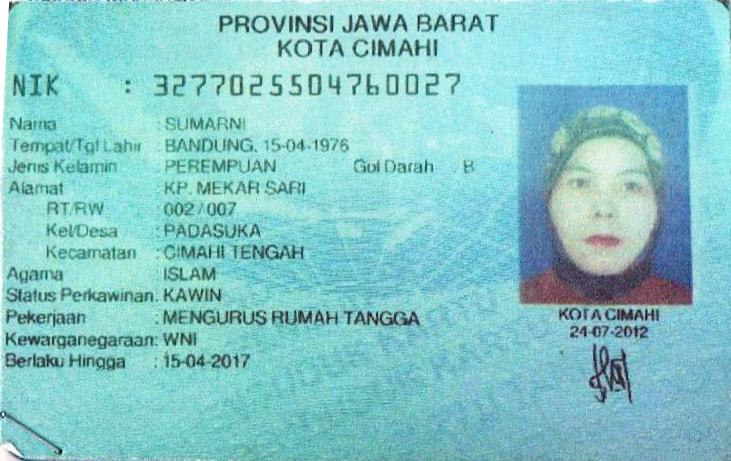 PROVINSI JAWA BARAT
KOTA CIMAHI
NIK : 3277025504760027
Nama : SUMARNI
Tempat/Tgl Lahir : BANDUNG, 15-04-1976
Jenis Kelamin : PEREMPUAN Gol Darah : B
Alamat : KP. MEKAR SARI
RT/RW : 002 / 007
Kel/Desa : PADASUKA
Kecamatan : CIMAHI TENGAH
Agama : ISLAM
Status Perkawinan: KAWIN
Pekerjaan : MENGURUS RUMAH TANGGA
Kewarganegaraan: WNI
Berlaku Hingga : 15-04-2017
KOTA CIMAHI
24-07-2012